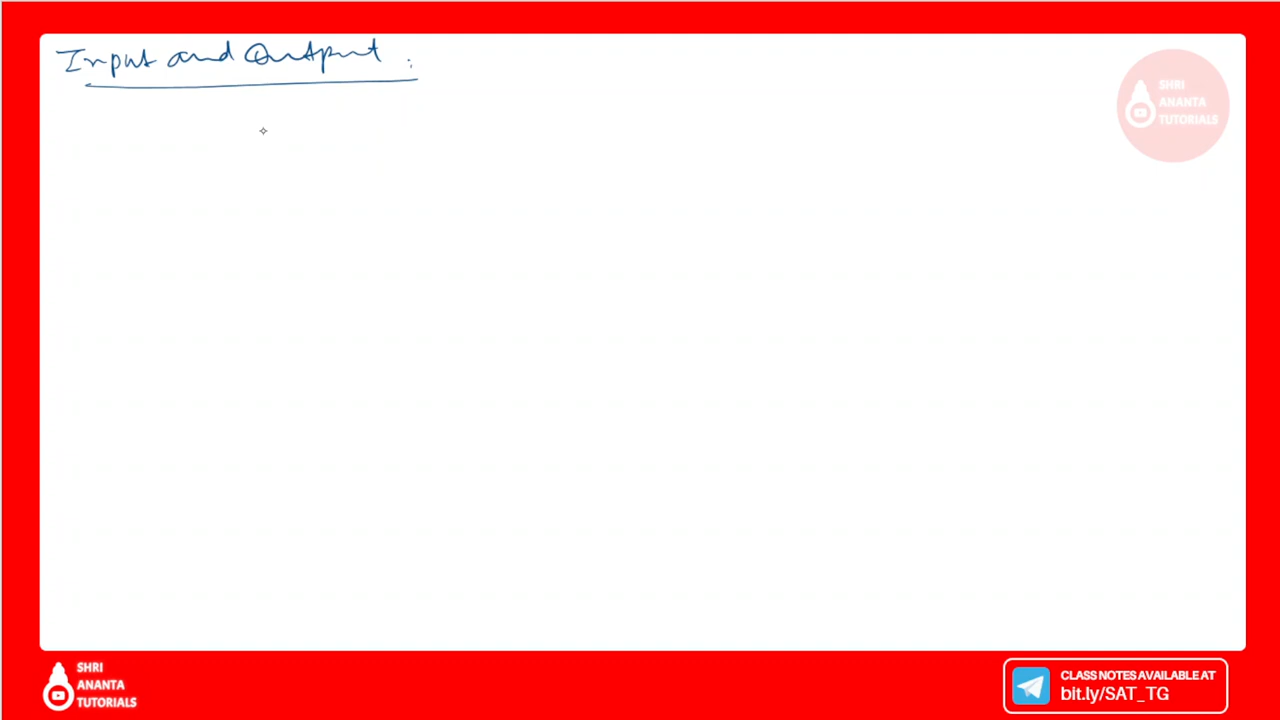 Input and Output :
SHRI
ANANTA
TUTORIALS
SHRI
ANANTA
TUTORIALS
CLASS NOTES AVAILABLE AT
bit.ly/SAT_TG